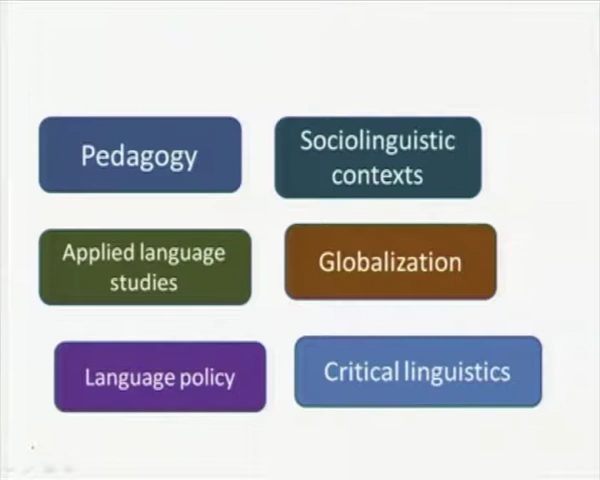 Pedagogy
Sociolinguistic
contexts
Applied language
studies
Globalization
Language policy
Critical linguistics